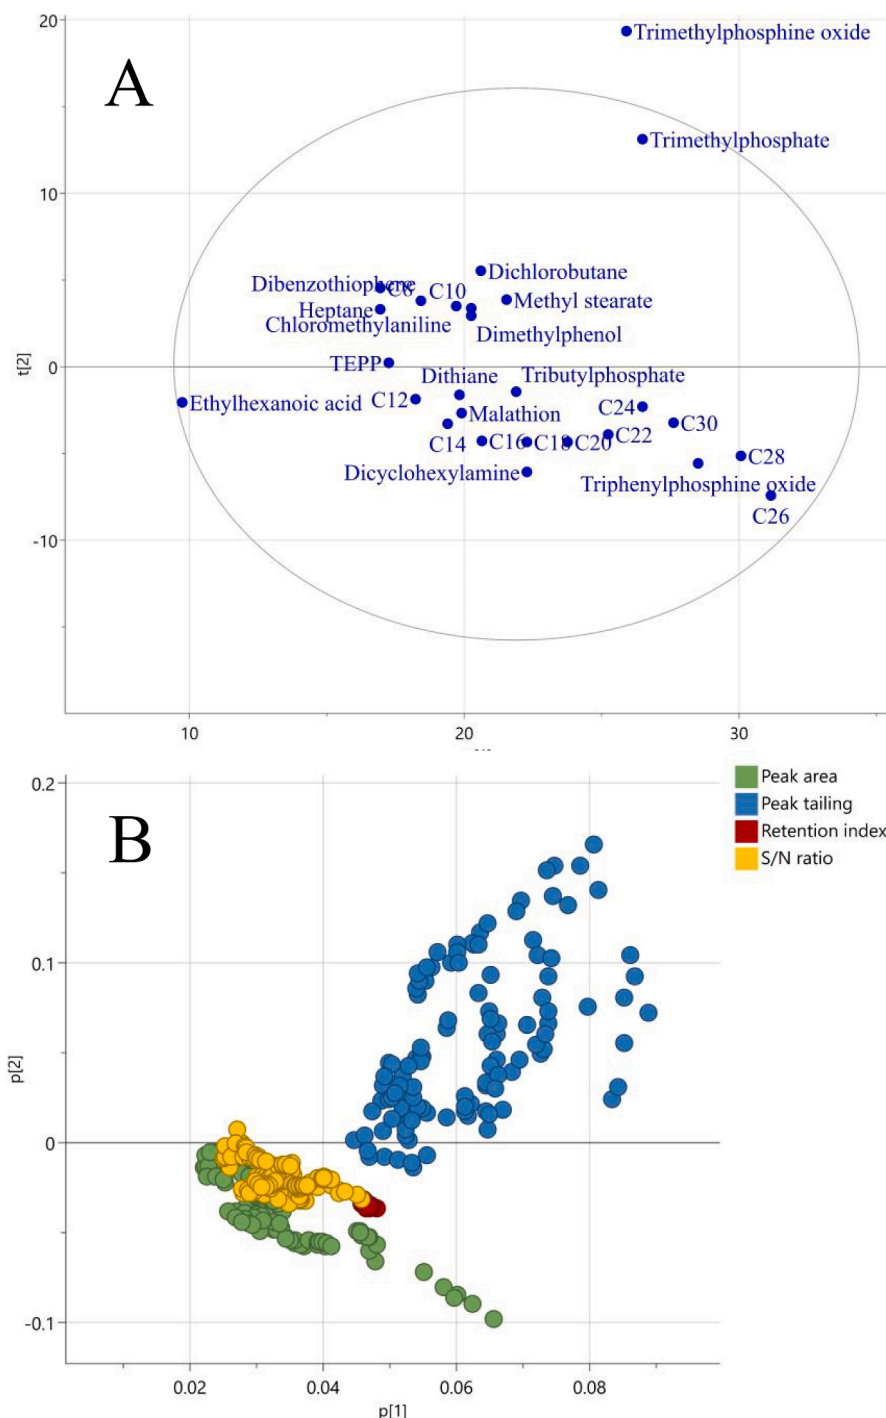 20
A
Trimethylphosphine oxide
Trimethylphosphate
10
Dichlorobutane
Dibenzothiophene
C8
C10
Methyl stearate
Heptane
Chloromethylaniline
Dimethylphenol
t[2]
0
TEPP
Dithiane
Tributylphosphate
Ethylhexanoic acid
C12
Malathion
C24
C30
C14
C16
C18
C20
C22
C28
Dicyclohexylamine
Triphenylphosphine oxide
C26
-10
10
20
30
0.2
B
Peak area
Peak tailing
Retention index
S/N ratio
0.1
p[2]
0
-0.1
0.02
0.04
0.06
0.08
p[1]